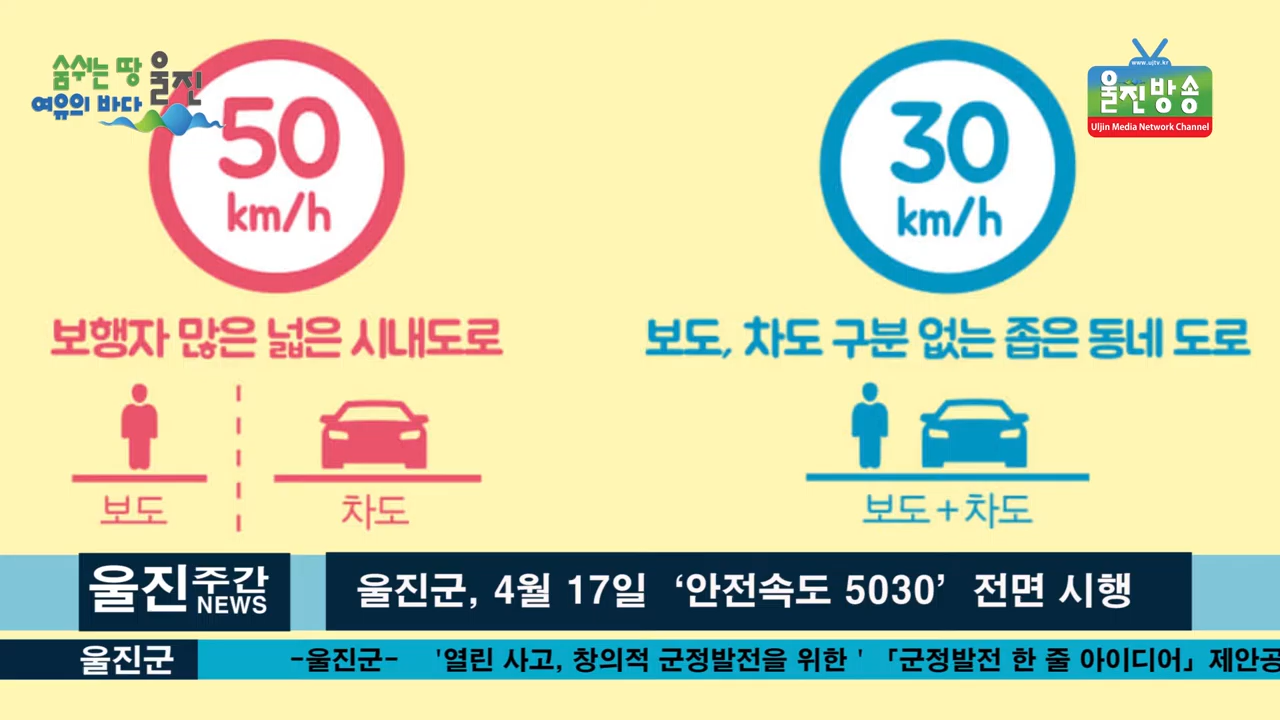 숨쉬는 땅 울진
여유의 바다
www.ujtv.kr
울진방송
Uljin Media Network Channel
50
km/h
30
km/h
보행자 많은 넓은 시내도로
보도, 차도 구분 없는 좁은 동네 도로
보도
차도
보도+차도
울진주간
NEWS
울진군, 4월 17일 ‘안전속도 5030’ 전면 시행
울진군
-울진군- '열린 사고, 창의적 군정발전을 위한 ' 「군정발전 한 줄 아이디어」제안공